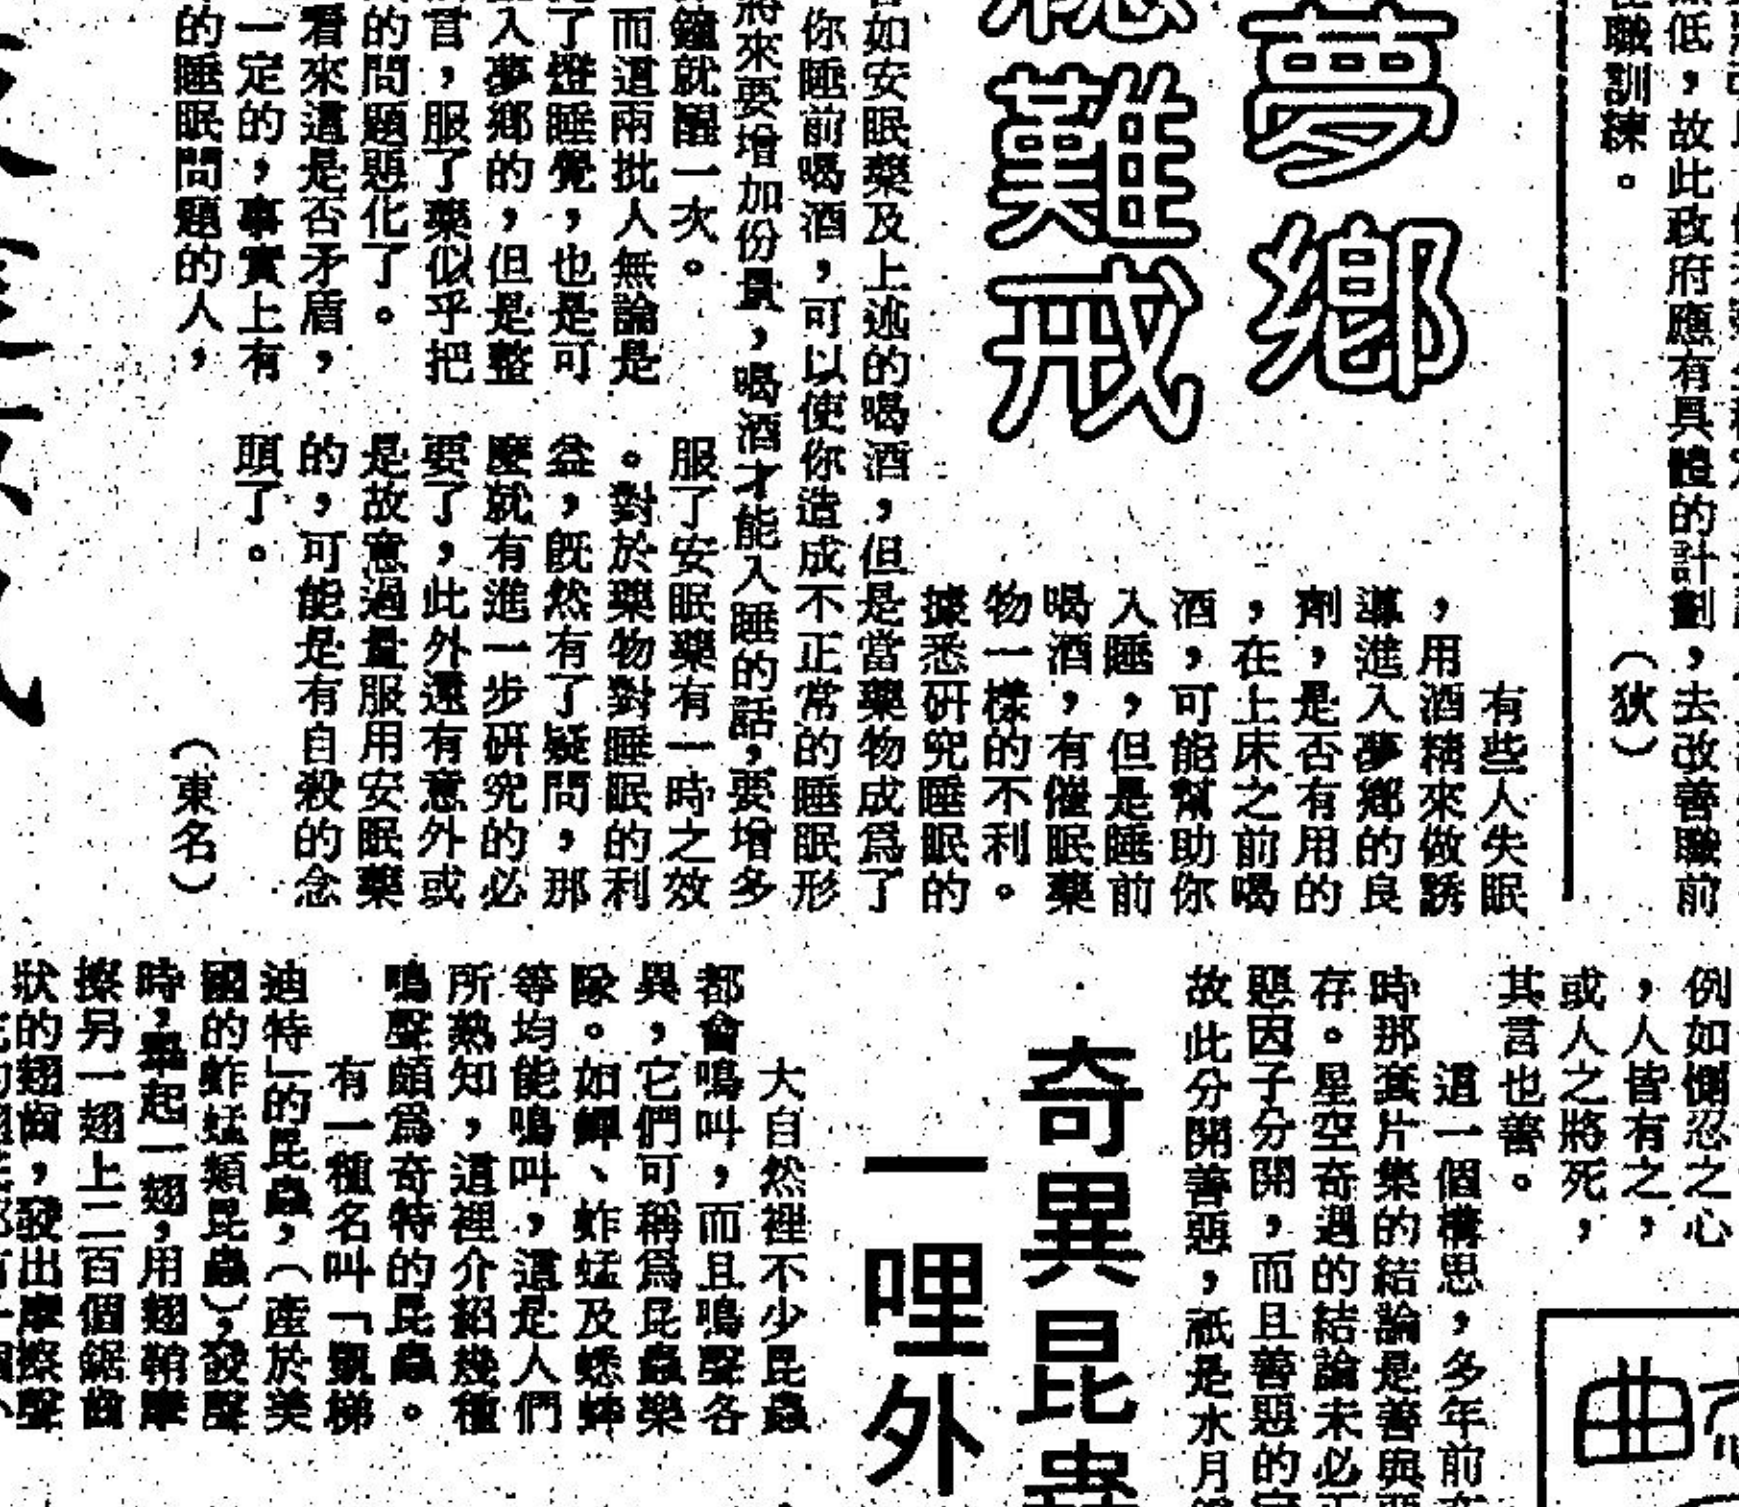 低，故此政府應有具體的計劃，去改善職前
職訓練。
（狄）
夢鄉
難戒
有些人失眠
，用酒精來做誘
導進入夢鄉的良
劑，是否有用的
，在上床之前喝
酒，可能幫助你
入睡，但是睡前
喝酒，有催眠藥
物一樣的不利。
據悉研究睡眠的
如安眠藥及上述的喝酒，但是當藥物成爲了
你睡前喝酒，可以使你造成不正常的睡眠形
將來要增加份量，喝酒才能入睡的話，要增多
鐘就醒一次。
而這兩批人無論是
了燈睡覺，也是可
入夢鄉的，但是整
言，服了藥似乎把
的問題惡化了。
看來這是否矛盾，
一定的，事實上有
的睡眠問題的人，
服了安眠藥有一時之效
。對於藥物對睡眠的利
益，旣然有了疑問，那
麼就有進一步研究的必
要了，此外還有意外或
是故意過量服用安眠藥
的，可能是有自殺的念
頭了。
（東名）
例如惻忍之心
，人皆有之，
或人之將死，
其言也善。
這一個構思，多年前
時那套片集的結論是善與
存。星空奇遇的結論未必
惡因子分開，而且善惡的
故此分開善惡，祇是水月
曲
奇異昆
一哩外
大自然裡不少昆蟲
都會鳴叫，而且鳴聲各
異，它們可稱爲昆蟲樂
隊。如蟬、蚱蜢及蟋蟀
等均能鳴叫，這是人們
所熟知，這裡介紹幾種
鳴聲頗爲奇特的昆蟲。
有一種名叫「凱梯
迪特」的昆蟲，（產於美
國的蚱蜢類昆蟲），發聲
時，舉起一翅，用翅鞘摩
擦另一翅上二百個鋸齒
狀的翅齒，發出摩擦聲